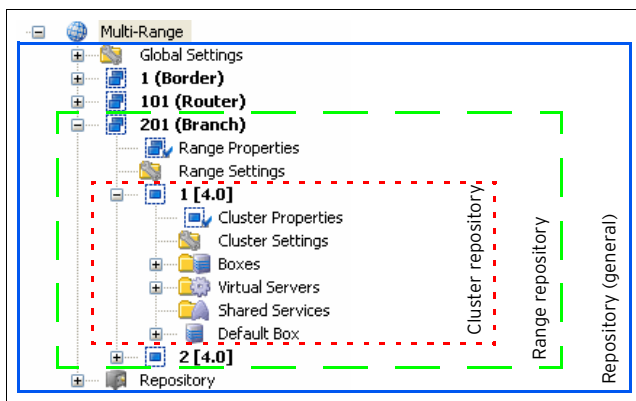 Multi-Range
Global Settings
1 (Border)
101 (Router)
201 (Branch)
Range Properties
Range Settings
1 [4.0]
Cluster Properties
Cluster Settings
Boxes
Virtual Servers
Shared Services
Default Box
2 [4.0]
Repository
Cluster repository
Range repository
Repository (general)